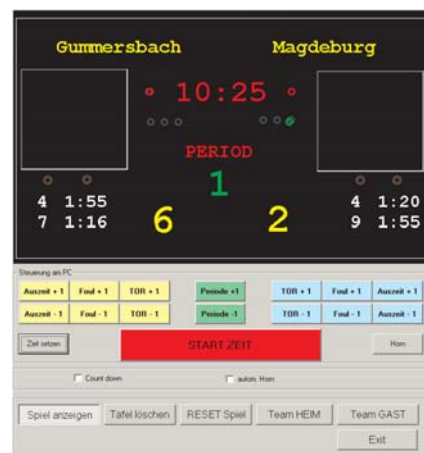 Gummersbach Magdeburg
10:25
PERIOD
1
4 1:55 4 1:20
7 1:16 9 1:55
6 2
Steuerung am PC
Auszeit + 1 Foul + 1 TOR + 1 Periode +1 TOR + 1 Foul + 1 Auszeit + 1
Auszeit - 1 Foul - 1 TOR - 1 Periode -1 TOR - 1 Foul - 1 Auszeit - 1
Zeit setzen START ZEIT Horn
Count down autom. Horn
Spiel anzeigen Tafel löschen RESET Spiel Team HEIM Team GAST
Exit